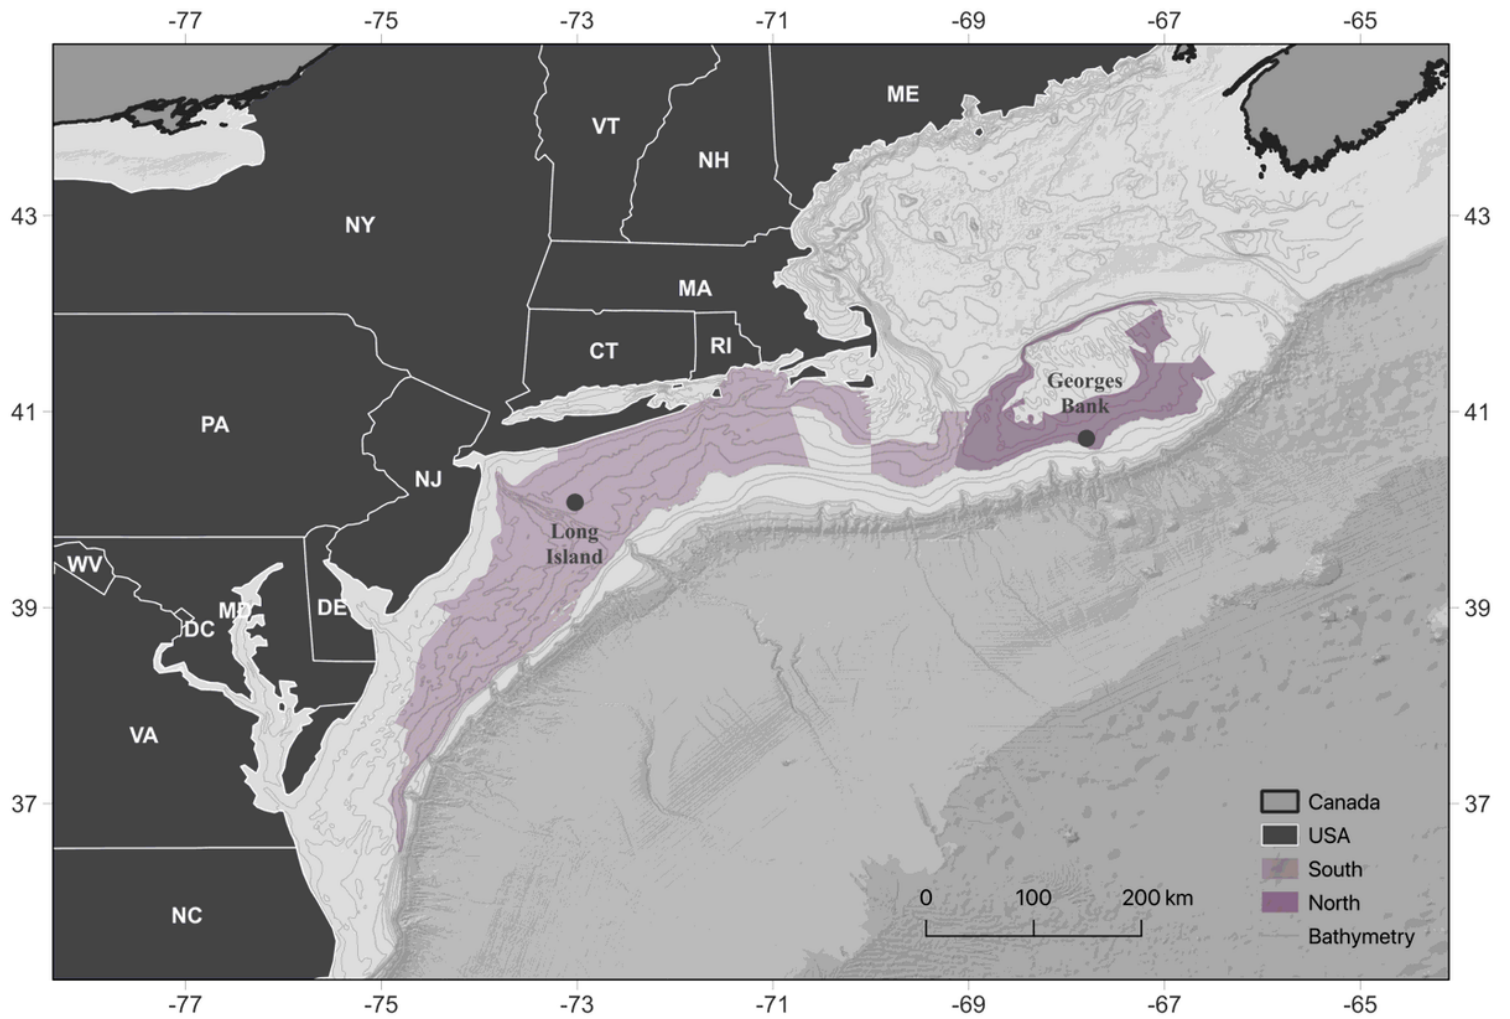 -77 -75 -73 -71 -69 -67 -65
ME
VT
NH
43 43
NY
MA
CT RI
Georges
Bank
41 41
PA
NJ
Long
Island
WV
39 39
MD DE
DC
VA
37 37
Canada
USA
South
0 100 200 km
North
NC
Bathymetry
-77 -75 -73 -71 -69 -67 -65